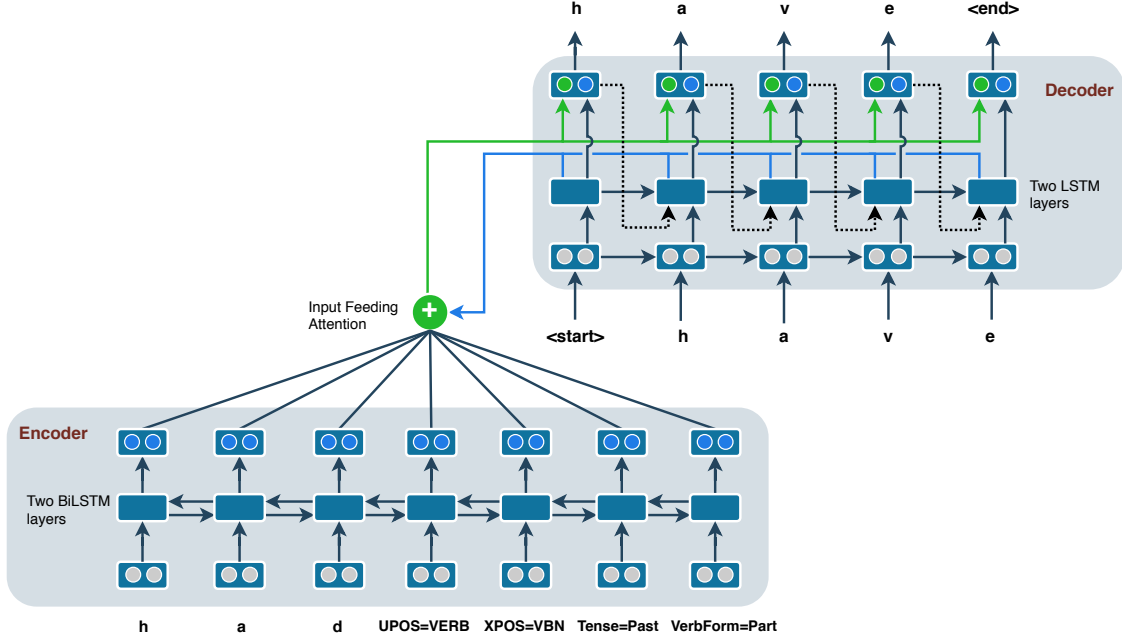 h a v e <end>
Decoder
Two LSTM
layers
Input Feeding
Attention
+
<start> h a v e
Encoder
Two BiLSTM
layers
h a d UPOS=VERB XPOS=VBN Tense=Past VerbForm=Part